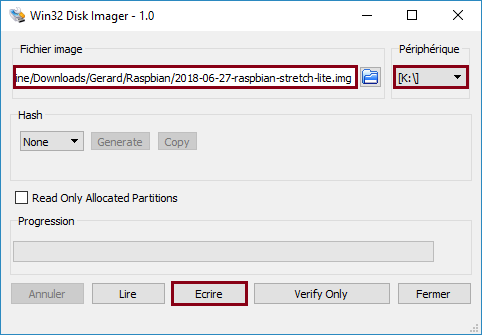 Win32 Disk Imager - 1.0
Fichier image
Périphérique
ine/Downloads/Gerard/Raspbian/2018-06-27-raspbian-stretch-lite.img
[K:\]
Hash
None Generate Copy
Read Only Allocated Partitions
Progression
Annuler Lire Ecrire Verify Only Fermer